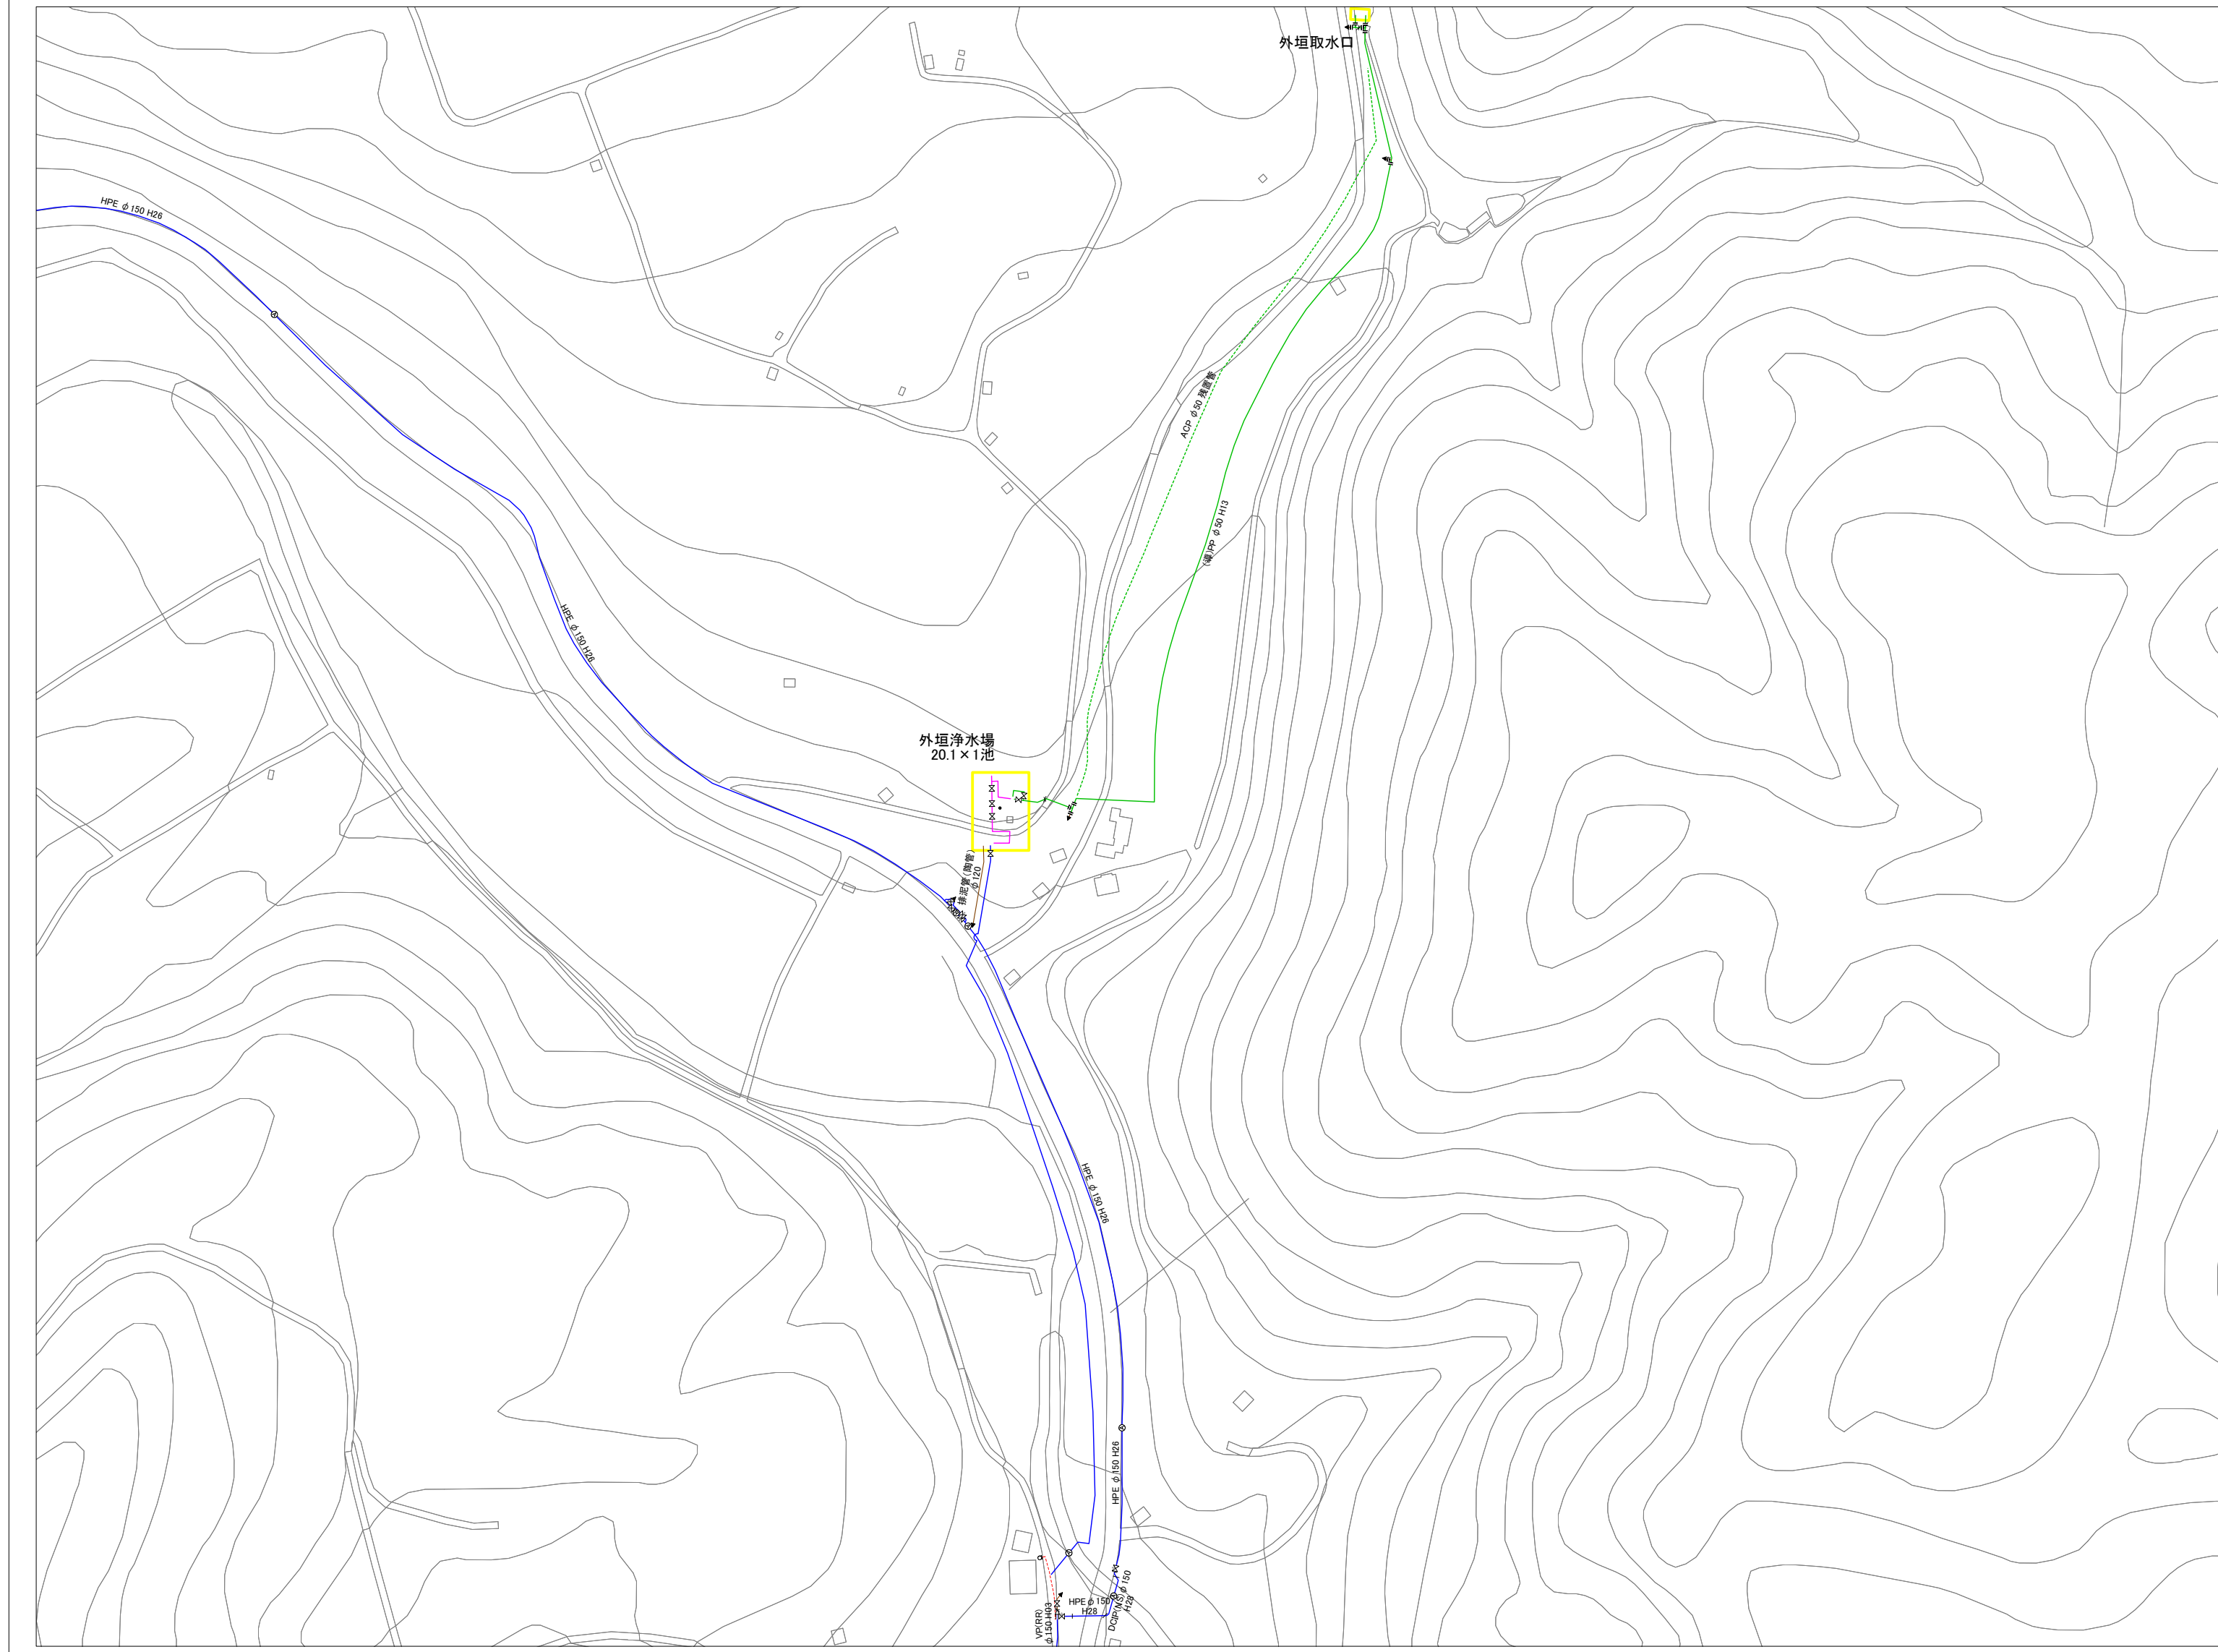 外垣取水口
HPE φ150 H26
ACP φ50 残置管
(導)PP φ50 H13
HPE φ150 H26
外垣浄水場
20.1×1池
排泥管(陶管)
φ120
HPE φ150 H26
HPE φ150 H26
HPE φ150
H28
DCIP(NS) φ150
H28
VP(RR)
φ150 H03